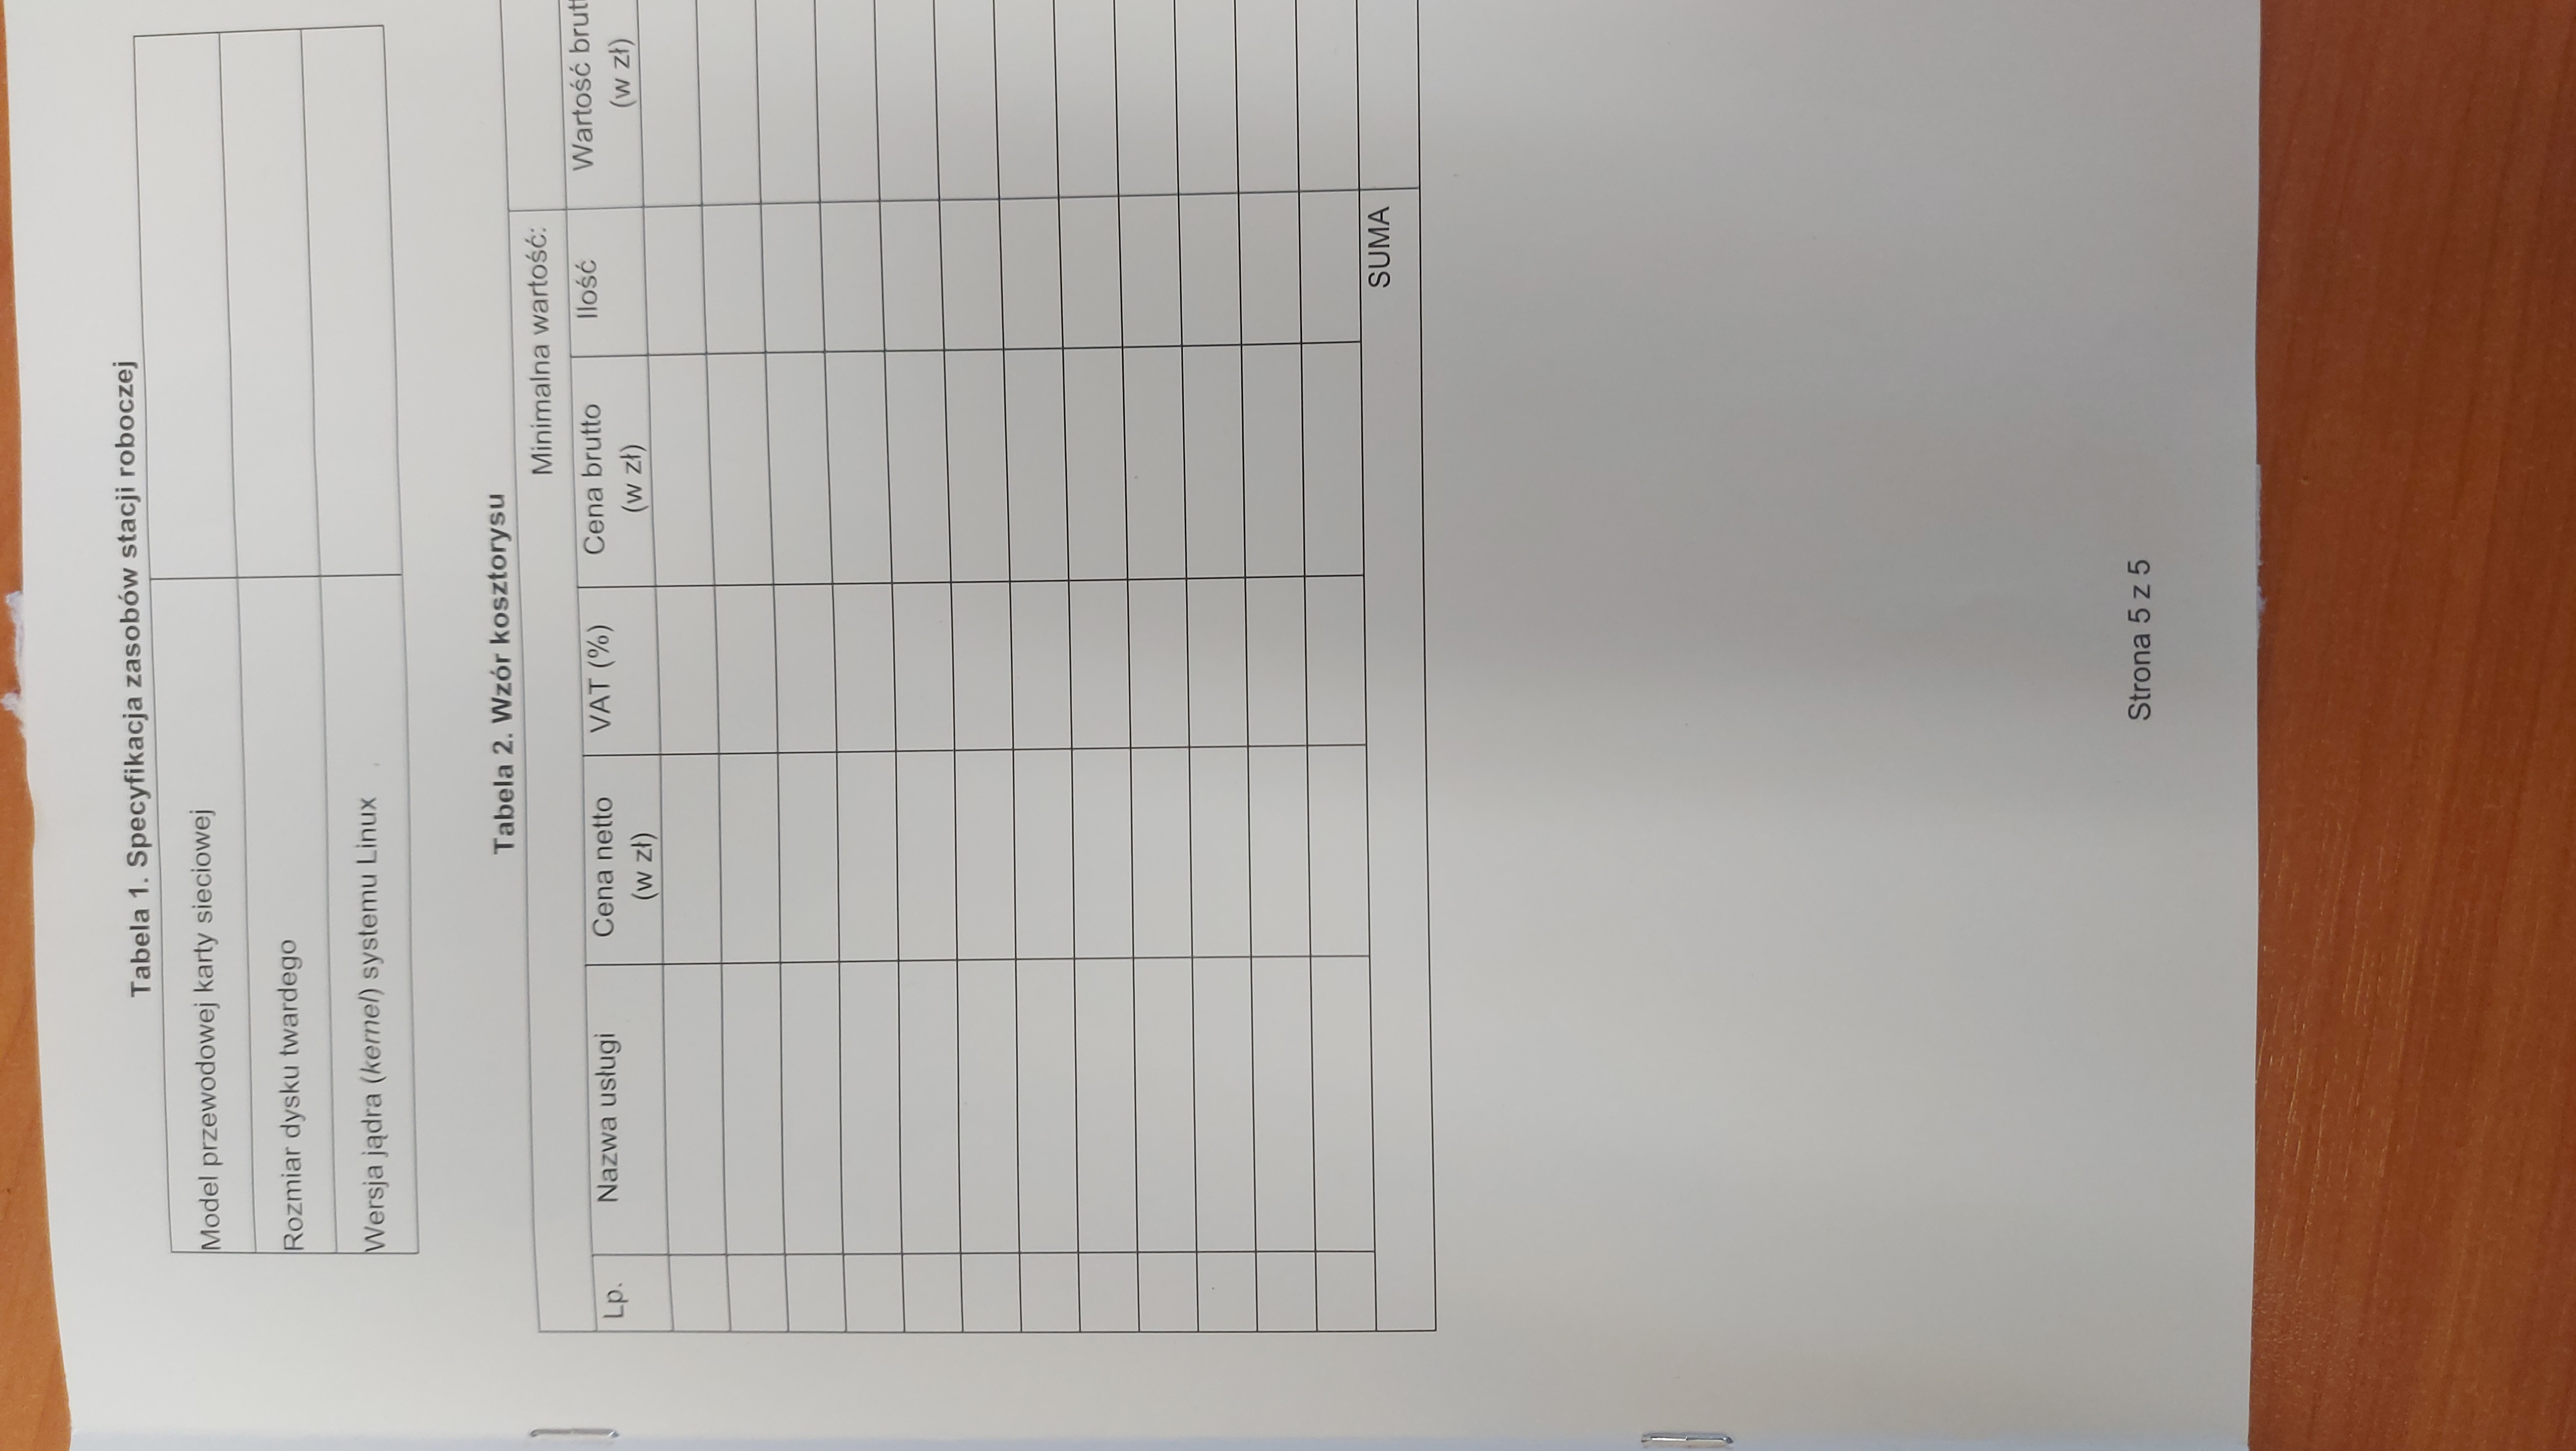 Tabela 1. Specyfikacja zasobów stacji roboczej
Model przewodowej karty sieciowej
Rozmiar dysku twardego
Wersja jądra (kernel) systemu Linux
Tabela 2. Wzór kosztorysu
Minimalna wartość:
Lp. Nazwa usługi Cena netto (w zł) VAT (%) Cena brutto (w zł) Ilość Wartość brut (w zł)
SUMA
Strona 5 z 5